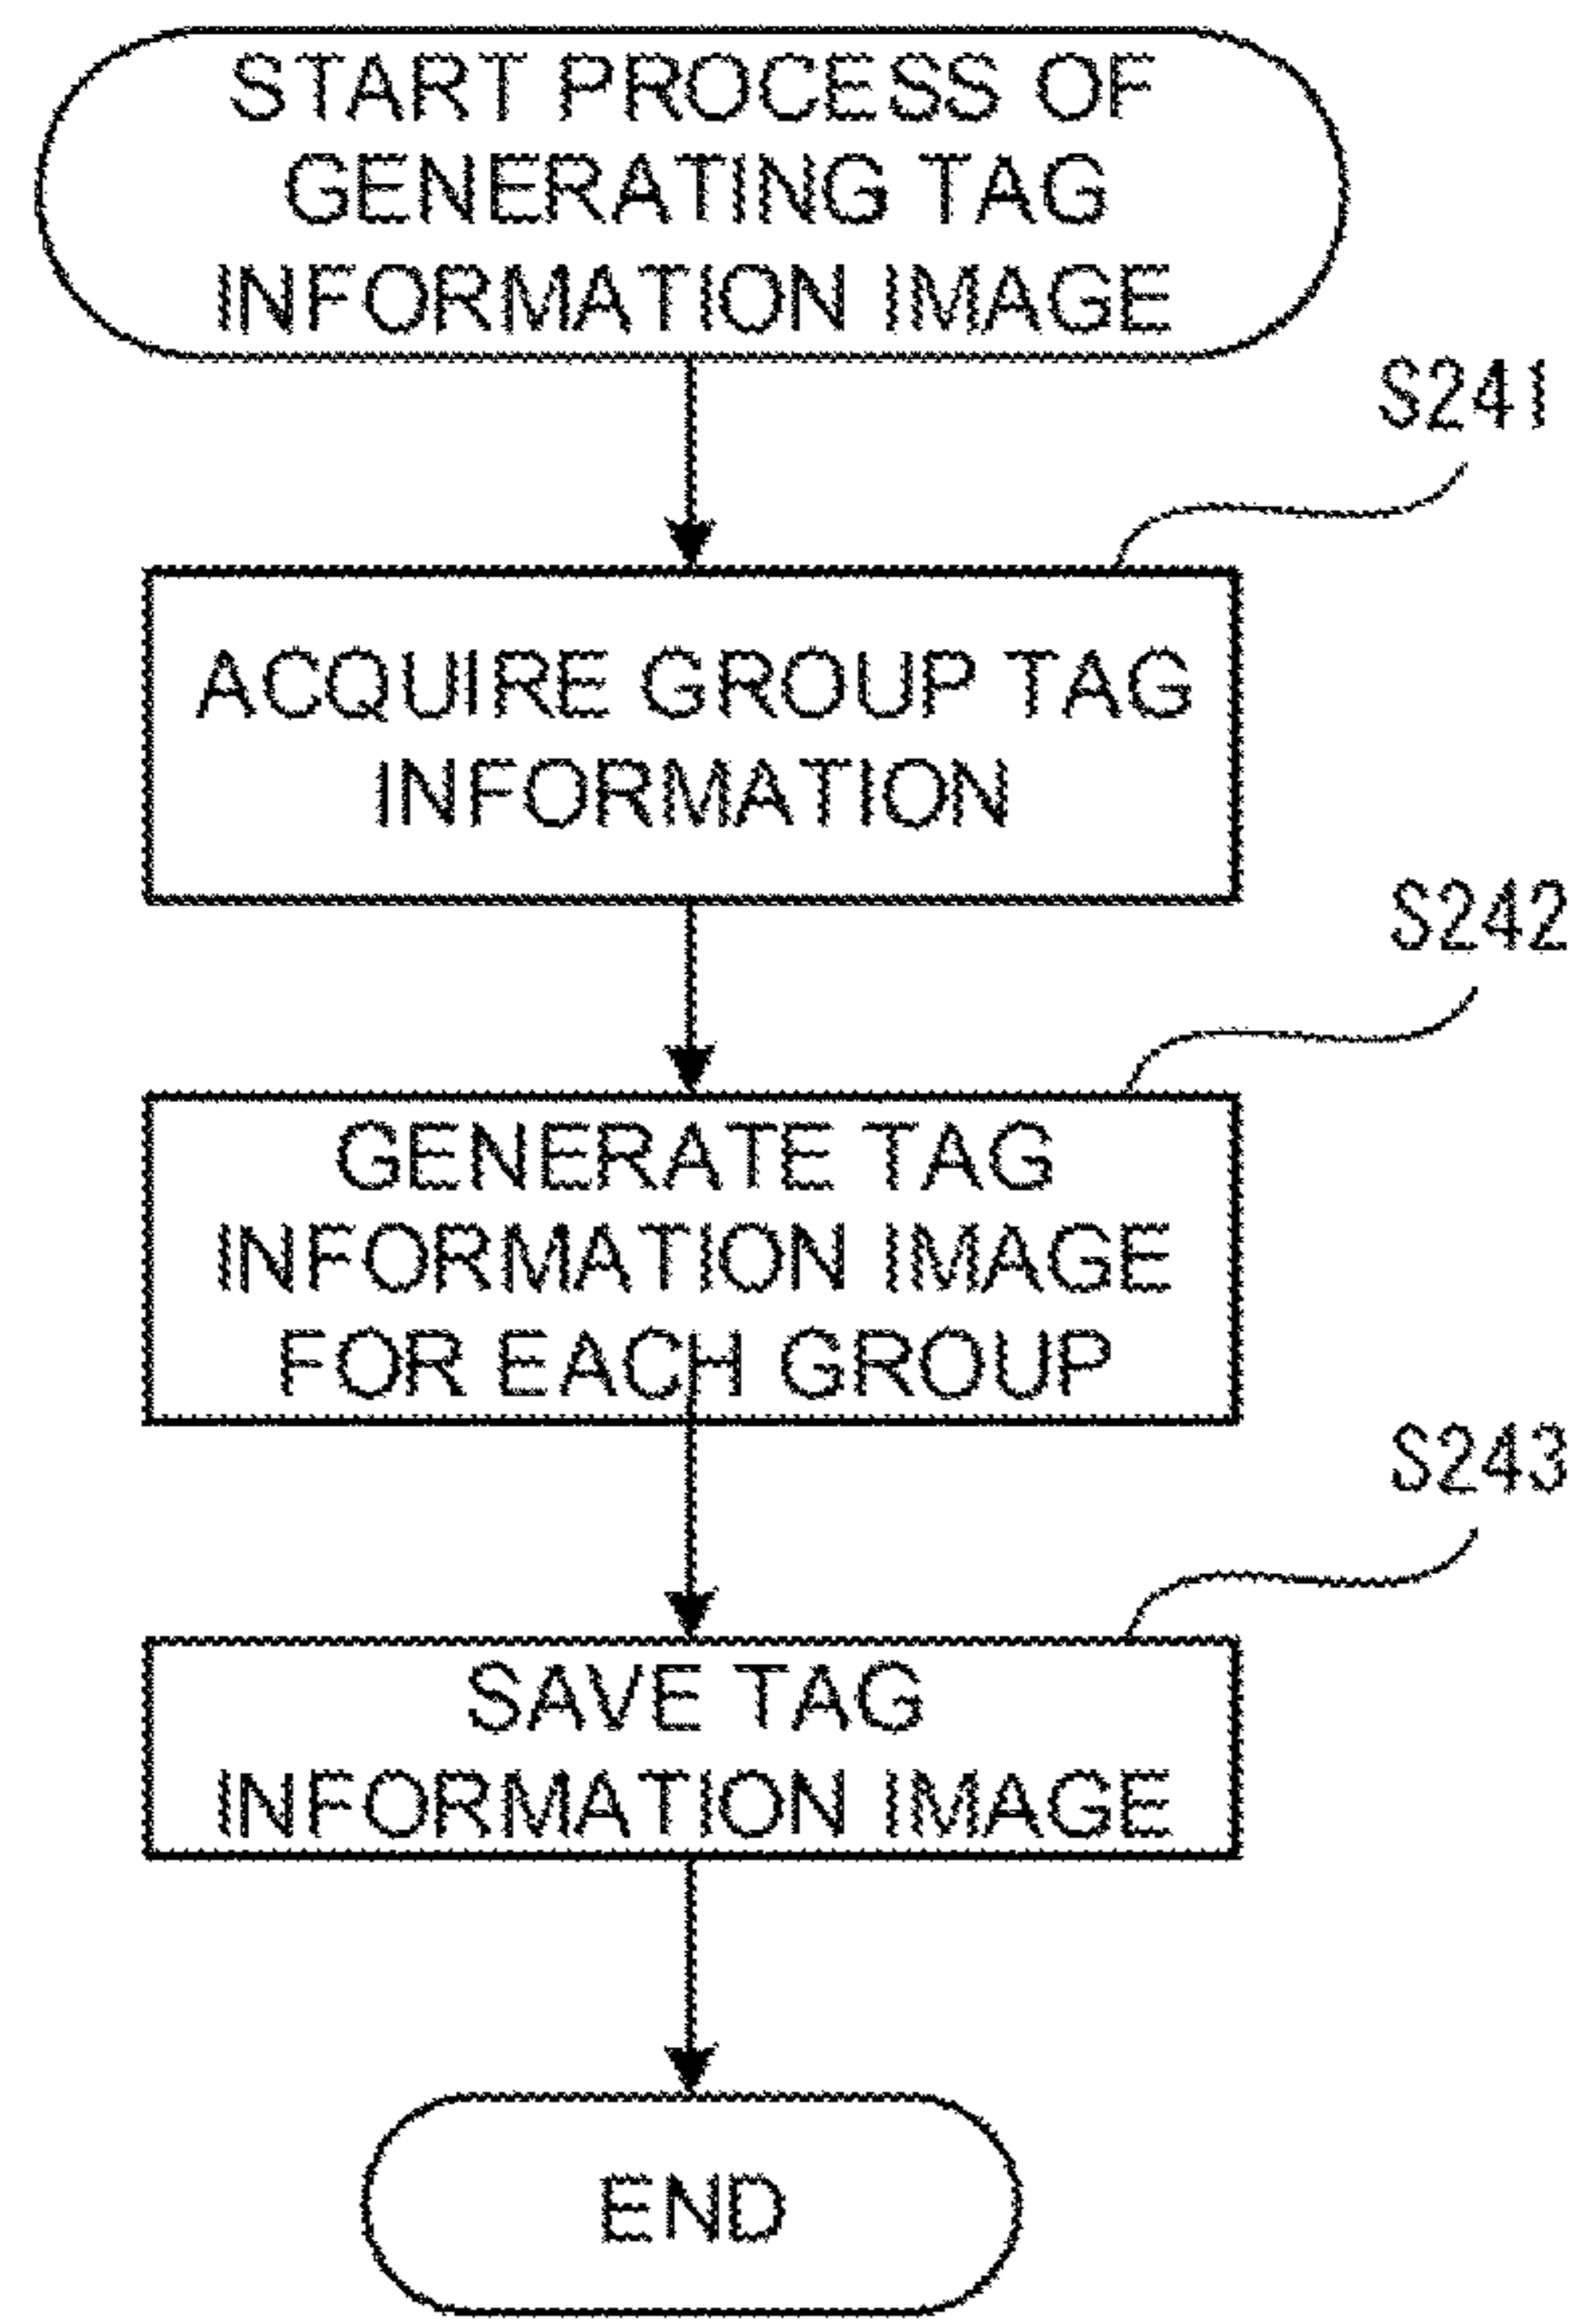 START PROCESS OF
GENERATING TAG
INFORMATION IMAGE
S241
ACQUIRE GROUP TAG
INFORMATION
S242
GENERATE TAG
INFORMATION IMAGE
FOR EACH GROUP
S243
SAVE TAG
INFORMATION IMAGE
END